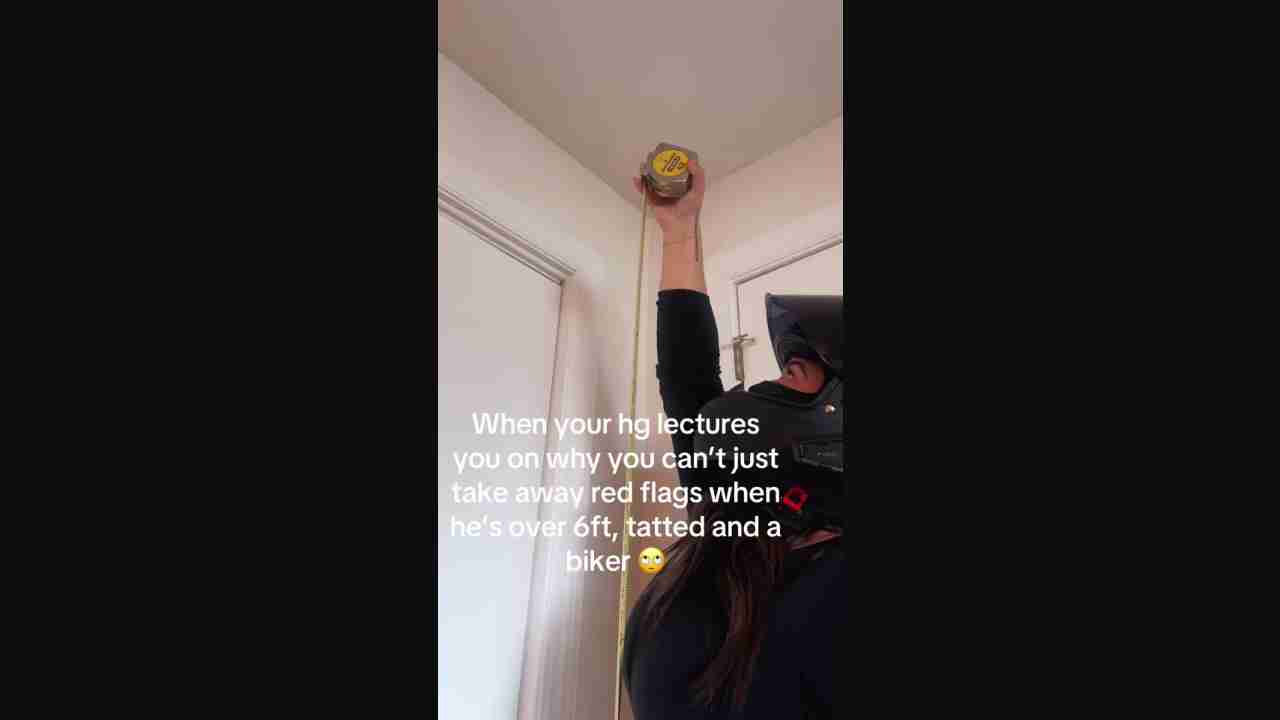 When your hg lectures
you on why you can’t just
take away red flags when
he’s over 6ft, tatted and a
biker 🙄